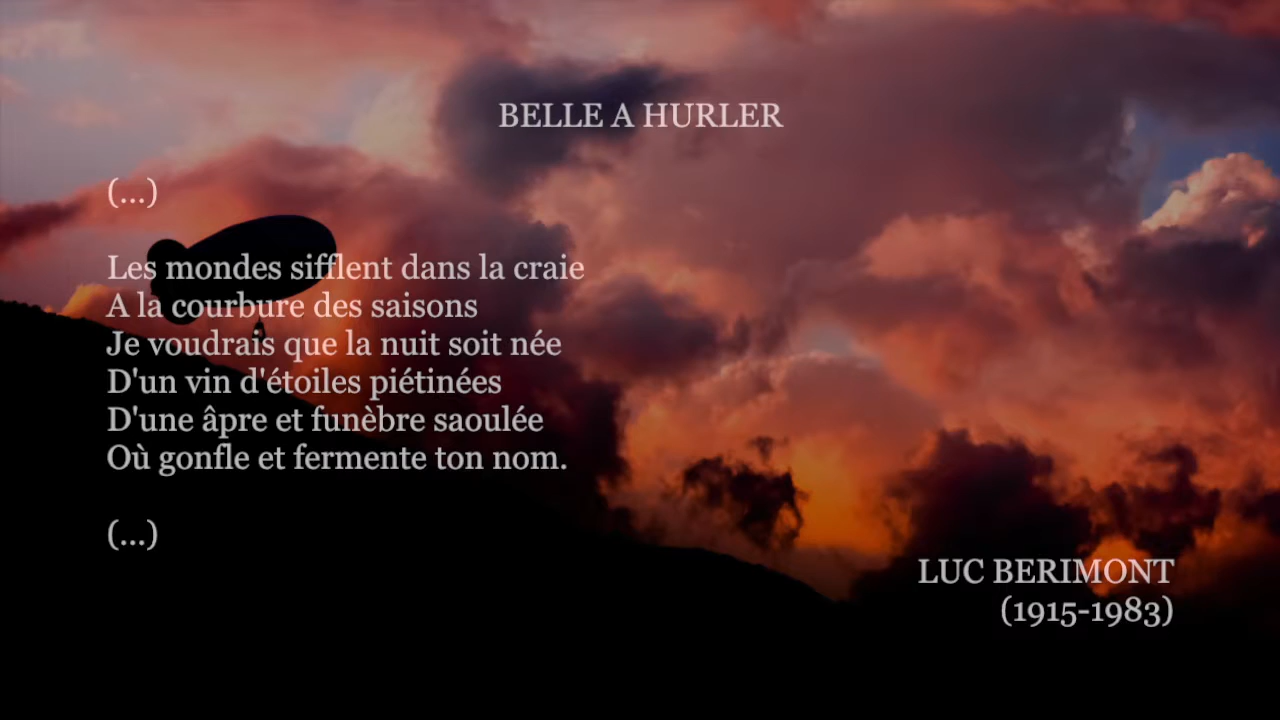 BELLE A HURLER
(...)
Les mondes sifflent dans la craie
A la courbure des saisons
Je voudrais que la nuit soit née
D'un vin d'étoiles piétinées
D'une âpre et funèbre saoulée
Où gonfle et fermente ton nom.
(...)
LUC BERIMONT
(1915-1983)